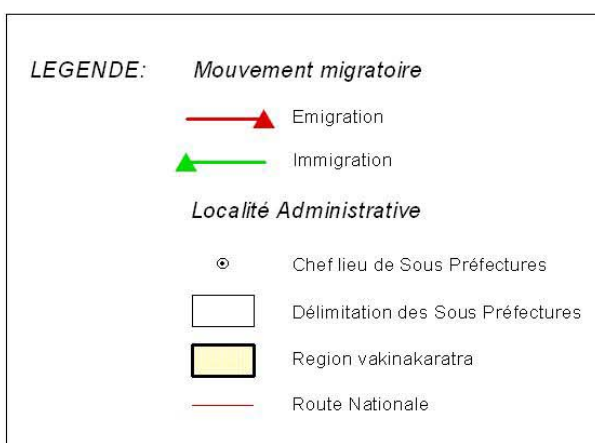 LEGENDE: Mouvement migratoire
Emigration
Immigration
Localité Administrative
Chef lieu de Sous Préfectures
Délimitation des Sous Préfectures
Region vakinakaratra
Route Nationale